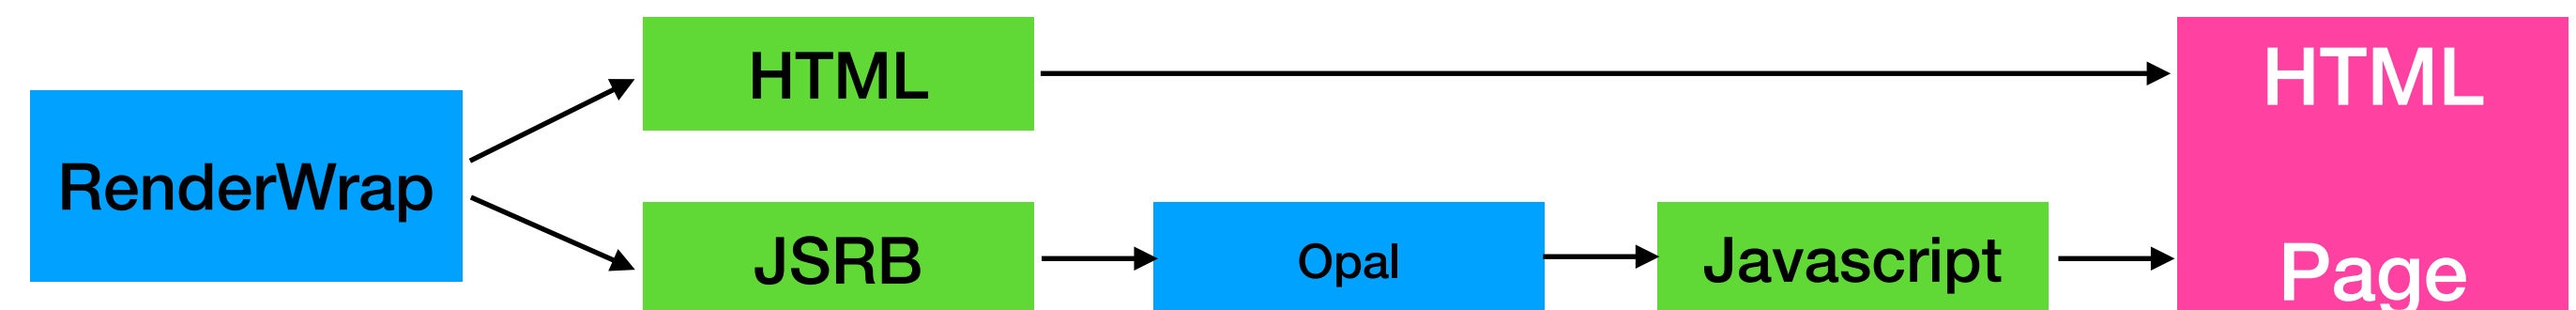 RenderWrap
HTML
JSRB
Opal
Javascript
HTML
Page